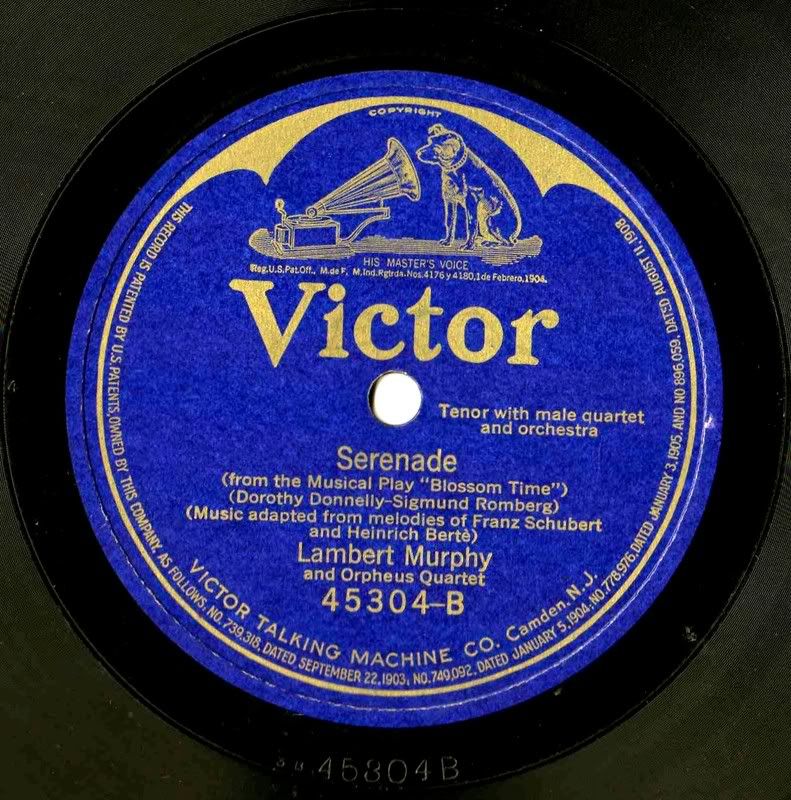 COPYRIGHT
HIS MASTER'S VOICE
Reg.U.S.Pat.Off., M.de F, M.Ind.Rgtrda.Nos.4176 y 4180,1 de Febrero,1904.
Victor
Tenor with male quartet
and orchestra
Serenade
(from the Musical Play "Blossom Time")
(Dorothy Donnelly-Sigmund Romberg)
(Music adapted from melodies of Franz Schubert
and Heinrich Bertè)
Lambert Murphy
and Orpheus Quartet
45304-B
VICTOR TALKING MACHINE CO. Camden, N.J.
THIS RECORD IS PATENTED BY U.S. PATENTS, OWNED BY THIS COMPANY, AS FOLLOWS. NO. 739,318, DATED SEPTEMBER 22, 1903; NO. 749,092, DATED JANUARY 5, 1904; NO. 778,976, DATED JANUARY 3, 1905, AND NO 896,059, DATED AUGUST 11, 1908
45304B